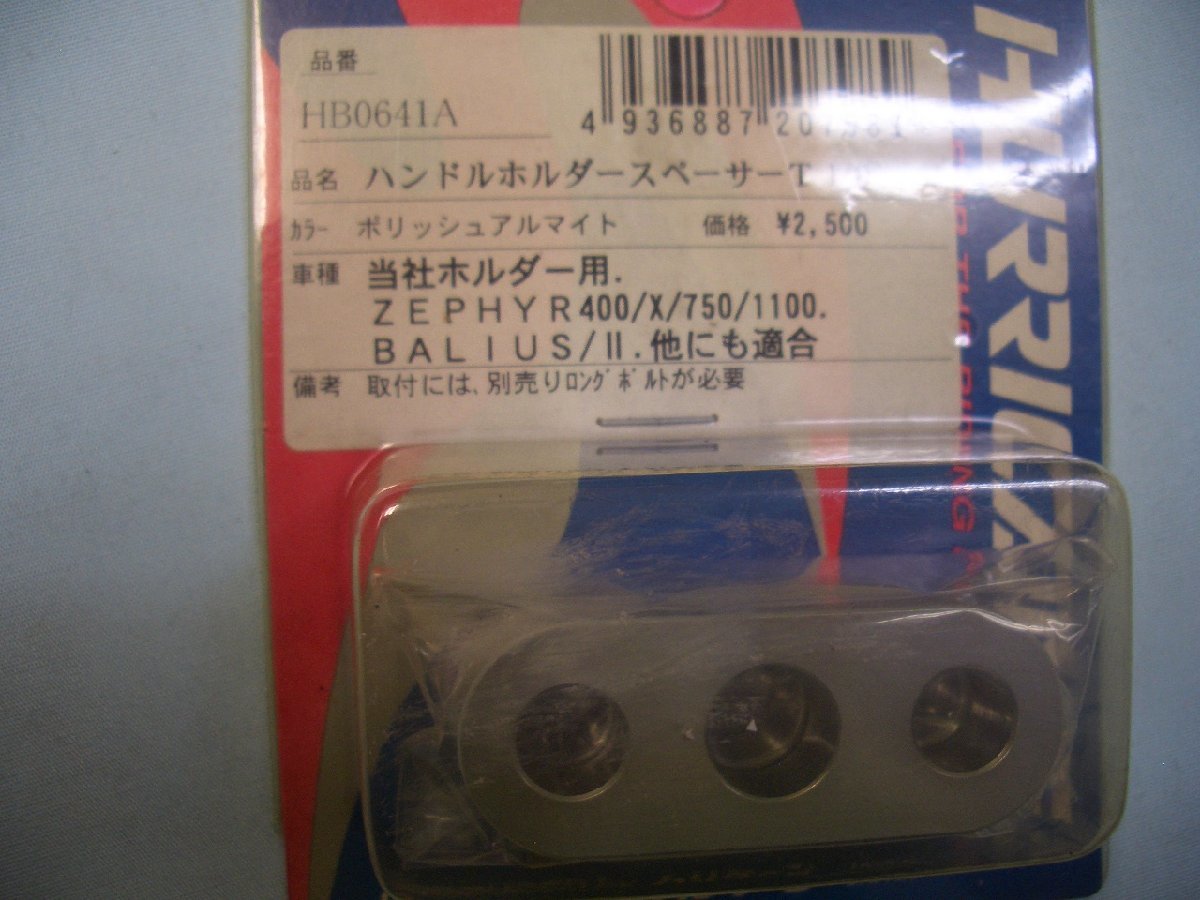 品番
HB0641A
4 936887
品名 ハンドルホルダースペーサー
ｶﾗｰ ポリッシュアルマイト 価格 ¥2,500
車種 当社ホルダー用.
ZEPHYR400/X/750/1100.
BALIUS/II.他にも適合
備考 取付には､別売りﾛﾝｸﾞﾎﾞﾙﾄが必要
HURRICA